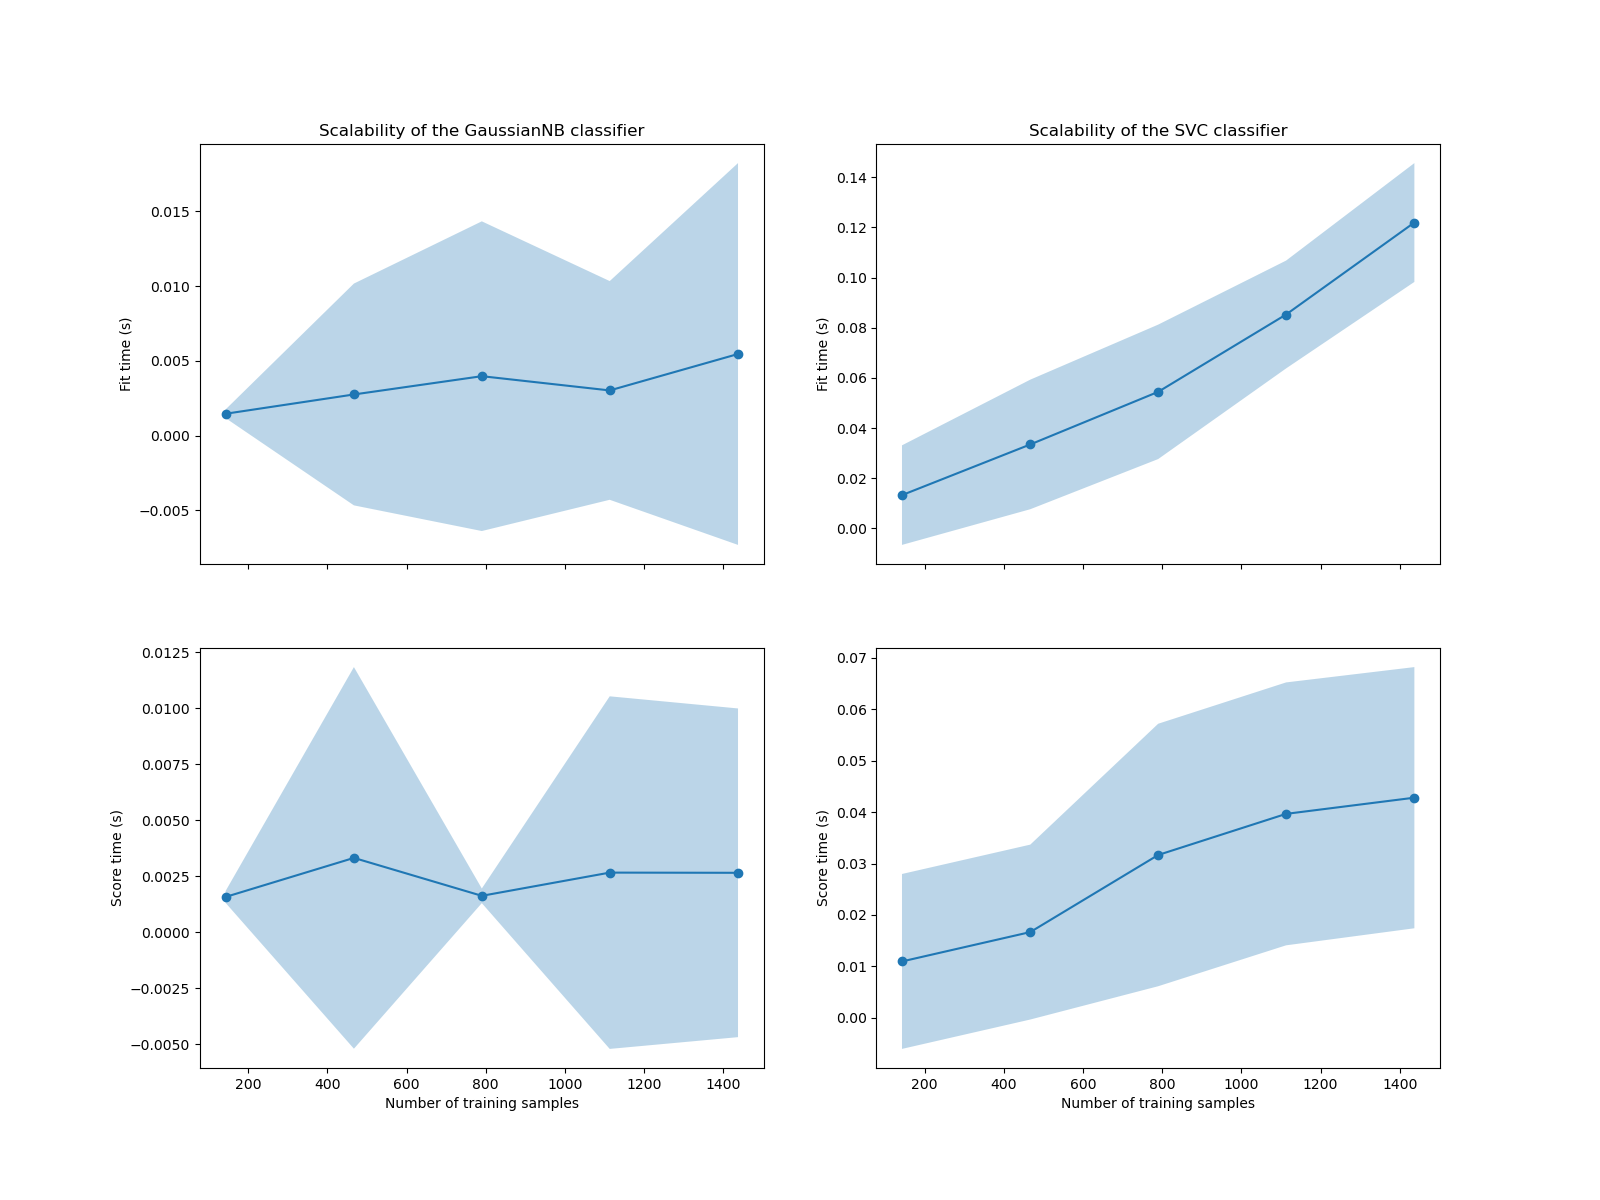 Scalability of the GaussianNB classifier
Fit time (s)
0.015
0.010
0.005
0.000
−0.005
Scalability of the SVC classifier
Fit time (s)
0.14
0.12
0.10
0.08
0.06
0.04
0.02
0.00
Score time (s)
0.0125
0.0100
0.0075
0.0050
0.0025
0.0000
−0.0025
−0.0050
200 400 600 800 1000 1200 1400
Number of training samples
Score time (s)
0.07
0.06
0.05
0.04
0.03
0.02
0.01
0.00
200 400 600 800 1000 1200 1400
Number of training samples